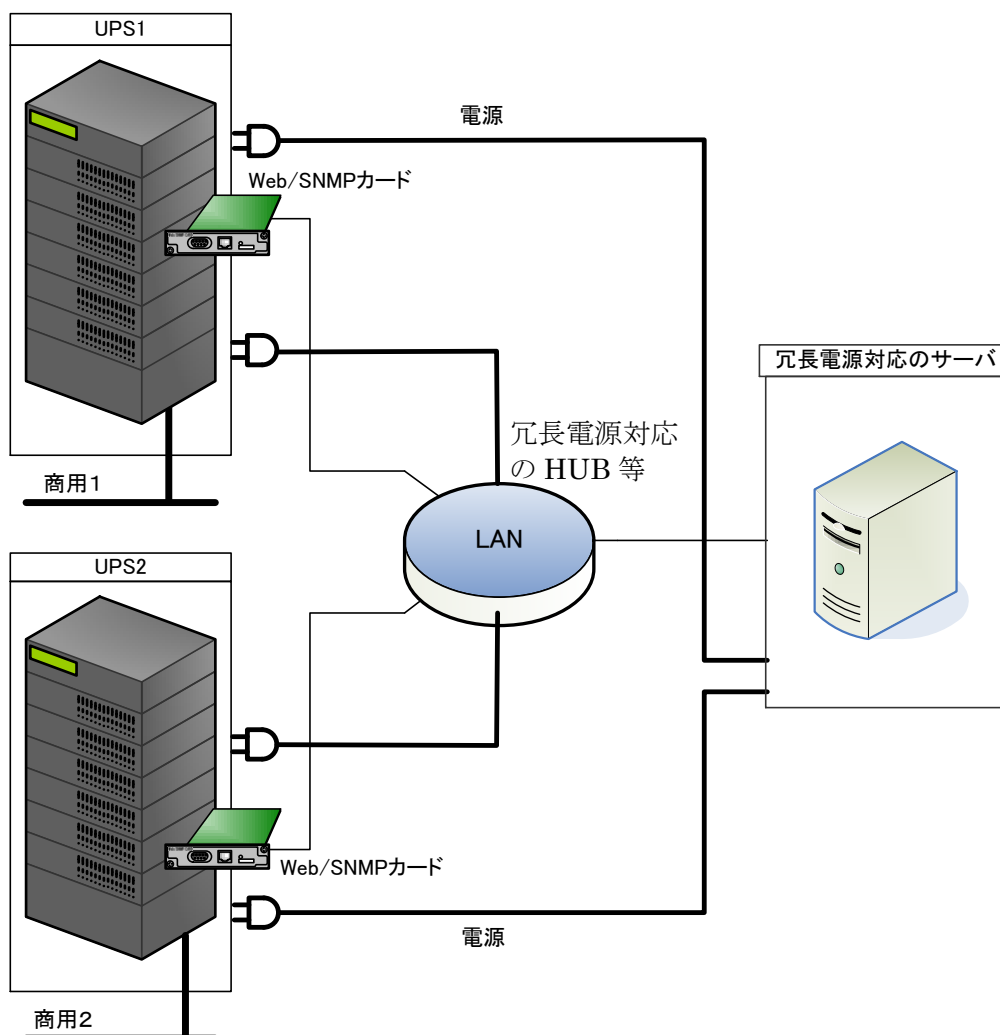 UPS1
電源
Web/SNMPカード
冗長電源対応のサーバ
冗長電源対応
の HUB 等
商用1
LAN
UPS2
Web/SNMPカード
電源
商用2